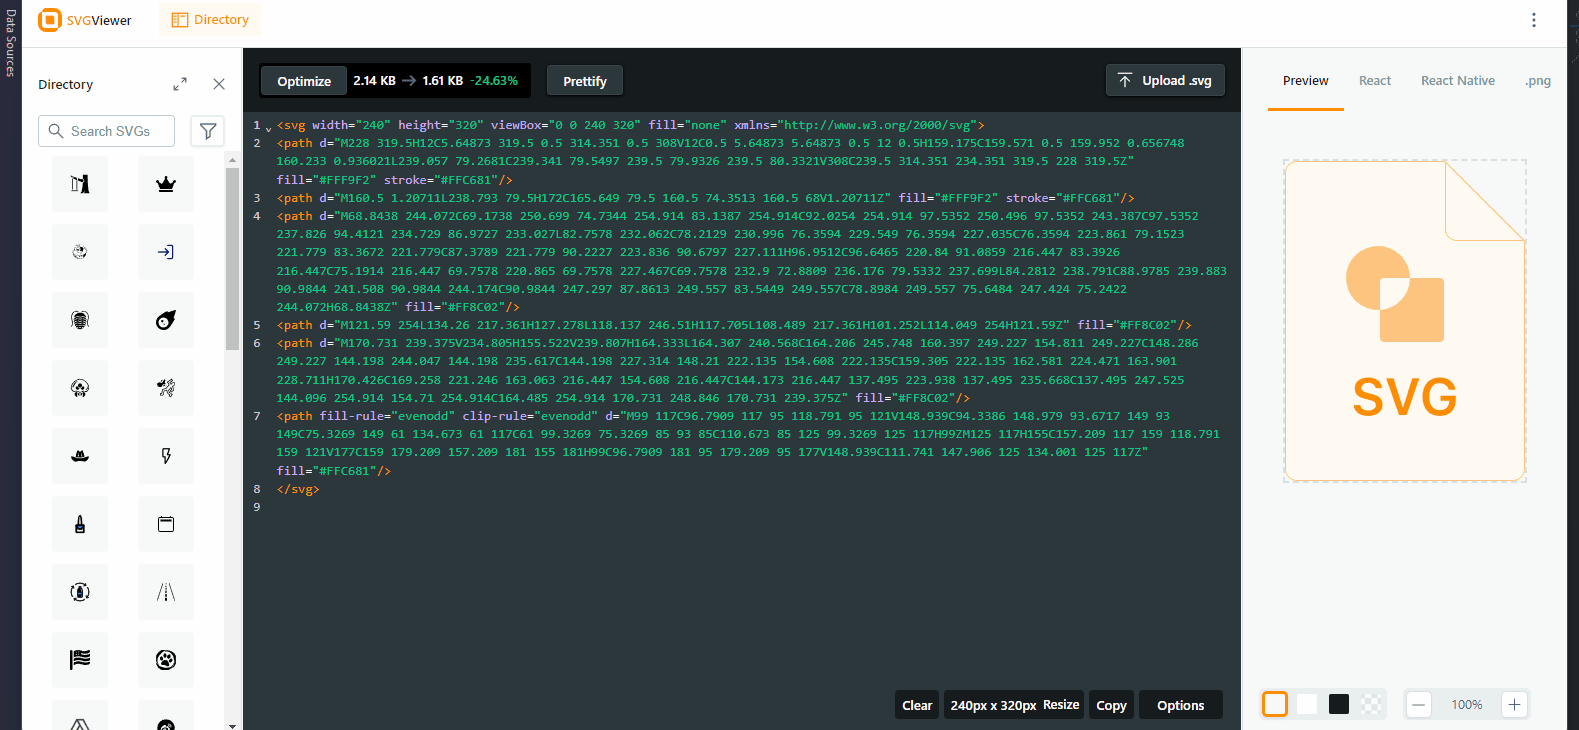 Data Sources
SVGViewer
Directory
Directory
Search SVGs
Optimize 2.14 KB → 1.61 KB -24.63%
Prettify
Upload .svg
1 <svg width="240" height="320" viewBox="0 0 240 320" fill="none" xmlns="http://www.w3.org/2000/svg">
2 <path d="M228 319.5H12C5.64873 319.5 0.5 314.351 0.5 308V12C0.5 5.64873 5.64873 0.5 12 0.5H159.175C159.571 0.5 159.952 0.656748
160.233 0.936021L239.057 79.2681C239.341 79.5497 239.5 79.9326 239.5 80.3321V308C239.5 314.351 234.351 319.5 228 319.5Z"
fill="#FFF9F2" stroke="#FFC681"/>
3 <path d="M160.5 1.20711L238.793 79.5H172C165.649 79.5 160.5 74.3513 160.5 68V1.20711Z" fill="#FFF9F2" stroke="#FFC681"/>
4 <path d="M68.8438 244.072C69.1738 250.699 74.7344 254.914 83.1387 254.914C92.0254 254.914 97.5352 250.496 97.5352 243.387C97.5352
237.826 94.4121 234.729 86.9727 233.027L82.7578 232.062C78.2129 230.996 76.3594 229.549 76.3594 227.035C76.3594 223.861 79.1523
221.779 83.3672 221.779C87.3789 221.779 90.2227 223.836 90.6797 227.111H96.9512C96.6465 220.84 91.0859 216.447 83.3926
216.447C75.1914 216.447 69.7578 220.865 69.7578 227.467C69.7578 232.9 72.8809 236.176 79.5332 237.699L84.2812 238.791C88.9785 239.883
90.9844 241.508 90.9844 244.174C90.9844 247.297 87.8613 249.557 83.5449 249.557C78.8984 249.557 75.6484 247.424 75.2422
244.072H68.8438Z" fill="#FF8C02"/>
5 <path d="M121.59 254L134.26 217.361H127.278L118.137 246.51H117.705L108.489 217.361H101.252L114.049 254H121.59Z" fill="#FF8C02"/>
6 <path d="M170.731 239.375V234.805H155.522V239.807H164.333L164.307 240.568C164.206 245.748 160.397 249.227 154.811 249.227C148.286
249.227 144.198 244.047 144.198 235.617C144.198 227.314 148.21 222.135 154.608 222.135C159.305 222.135 162.581 224.471 163.901
228.711H170.426C169.258 221.246 163.063 216.447 154.608 216.447C144.173 216.447 137.495 223.938 137.495 235.668C137.495 247.525
144.096 254.914 154.71 254.914C164.485 254.914 170.731 248.846 170.731 239.375Z" fill="#FF8C02"/>
7 <path fill-rule="evenodd" clip-rule="evenodd" d="M99 117C96.7909 117 95 118.791 95 121V148.939C94.3386 148.979 93.6717 149 93
149C75.3269 149 61 134.673 61 117C61 99.3269 75.3269 85 93 85C110.673 85 125 99.3269 125 117H99ZM125 117H155C157.209 117 159 118.791
159 121V177C159 179.209 157.209 181 155 181H99C96.7909 181 95 179.209 95 177V148.939C111.741 147.906 125 134.001 125 117Z"
fill="#FFC681"/>
8 </svg>
9
Clear
240px x 320px Resize
Copy
Options
Preview
React
React Native
.png
SVG
100%